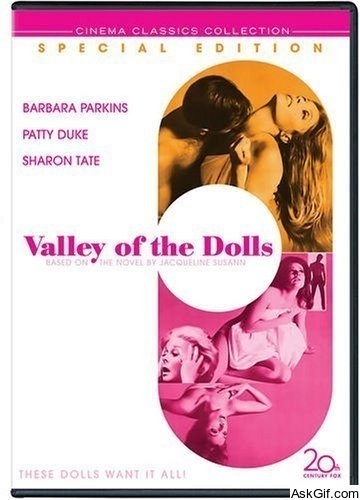 CINEMA CLASSICS COLLECTION
SPECIAL EDITION
BARBARA PARKINS
PATTY DUKE
SHARON TATE
Valley of the Dolls
BASED ON THE NOVEL BY JACQUELINE SUSANN
THESE DOLLS WANT IT ALL!
20th
CENTURY FOX
AskGif.com